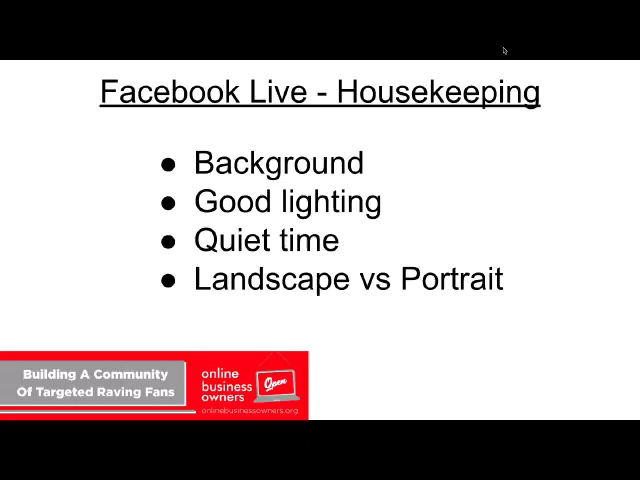 Facebook Live - Housekeeping
● Background
● Good lighting
● Quiet time
● Landscape vs Portrait
Building A Community
Of Targeted Raving Fans
online
business
owners
Open
onlinebusinessowners.org